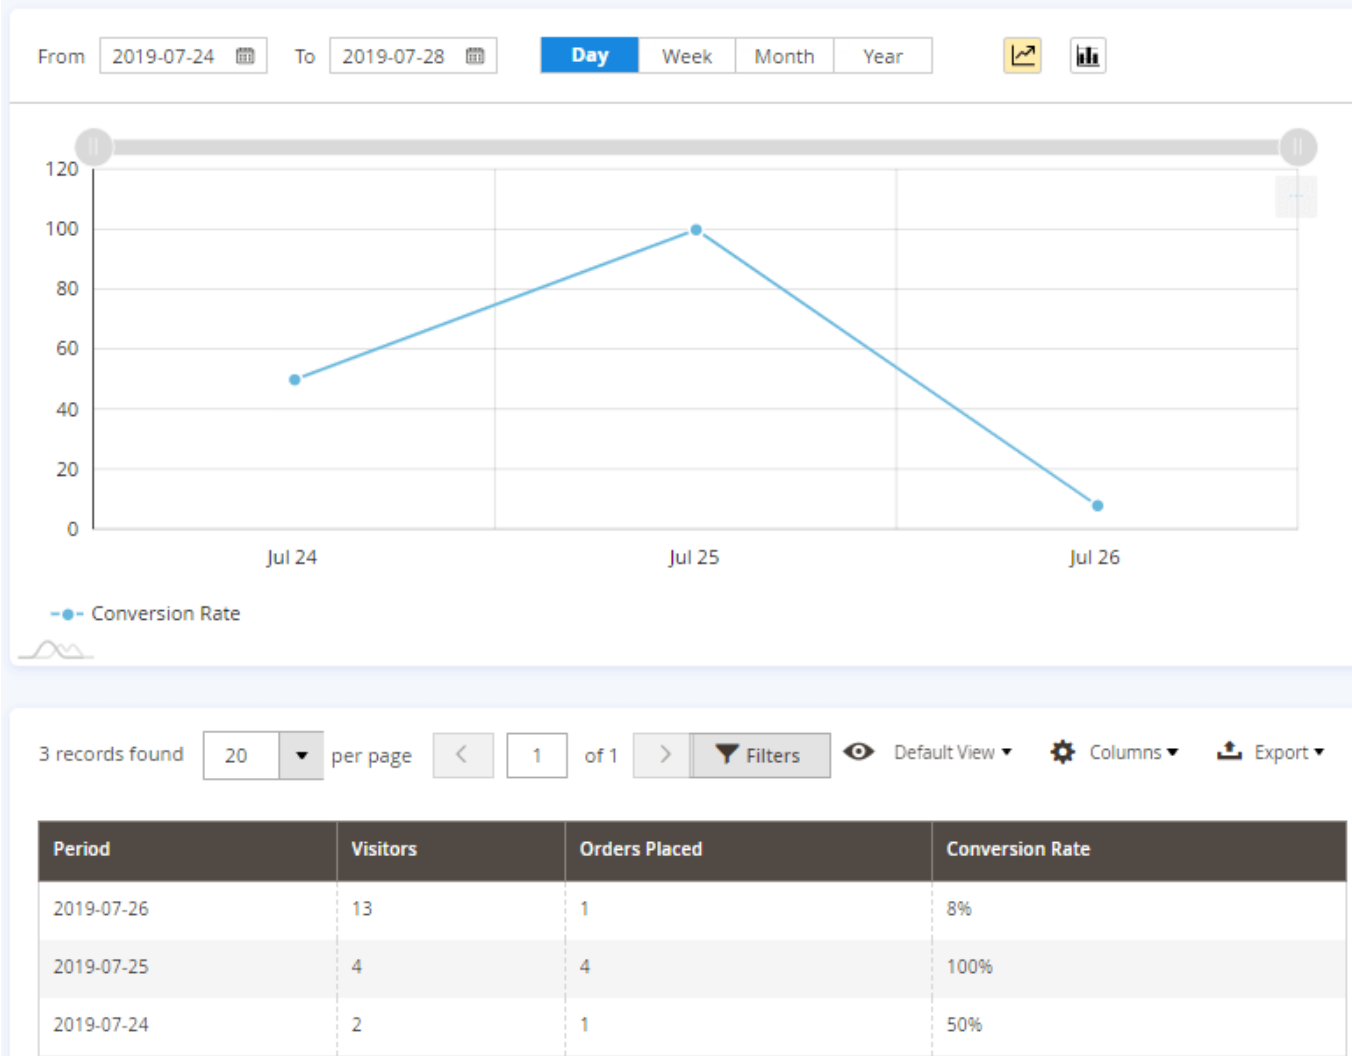 From 2019-07-24 To 2019-07-28 Day Week Month Year
120
100
80
60
40
20
0
Jul 24 Jul 25 Jul 26
Conversion Rate
3 records found 20 per page 1 of 1 Filters Default View Columns Export
Period Visitors Orders Placed Conversion Rate
2019-07-26 13 1 8%
2019-07-25 4 4 100%
2019-07-24 2 1 50%